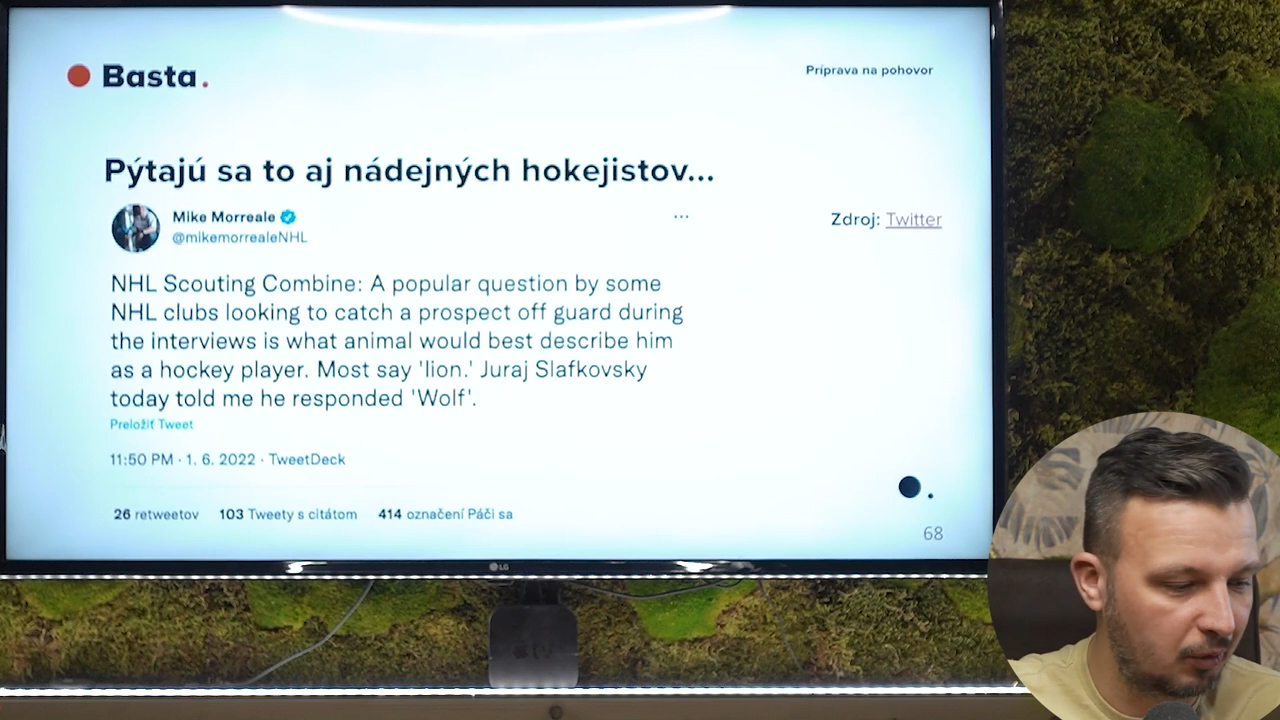 Basta.
Príprava na pohovor
Pýtajú sa to aj nádejných hokejistov...
Mike Morreale
@mikemorrealeNHL
...
Zdroj: Twitter
NHL Scouting Combine: A popular question by some
NHL clubs looking to catch a prospect off guard during
the interviews is what animal would best describe him
as a hockey player. Most say 'lion.' Juraj Slafkovsky
today told me he responded 'Wolf'.
Preložiť Tweet
11:50 PM · 1. 6. 2022 · TweetDeck
26 retweetov 103 Tweety s citátom 414 označení Páči sa
68
LG
tv